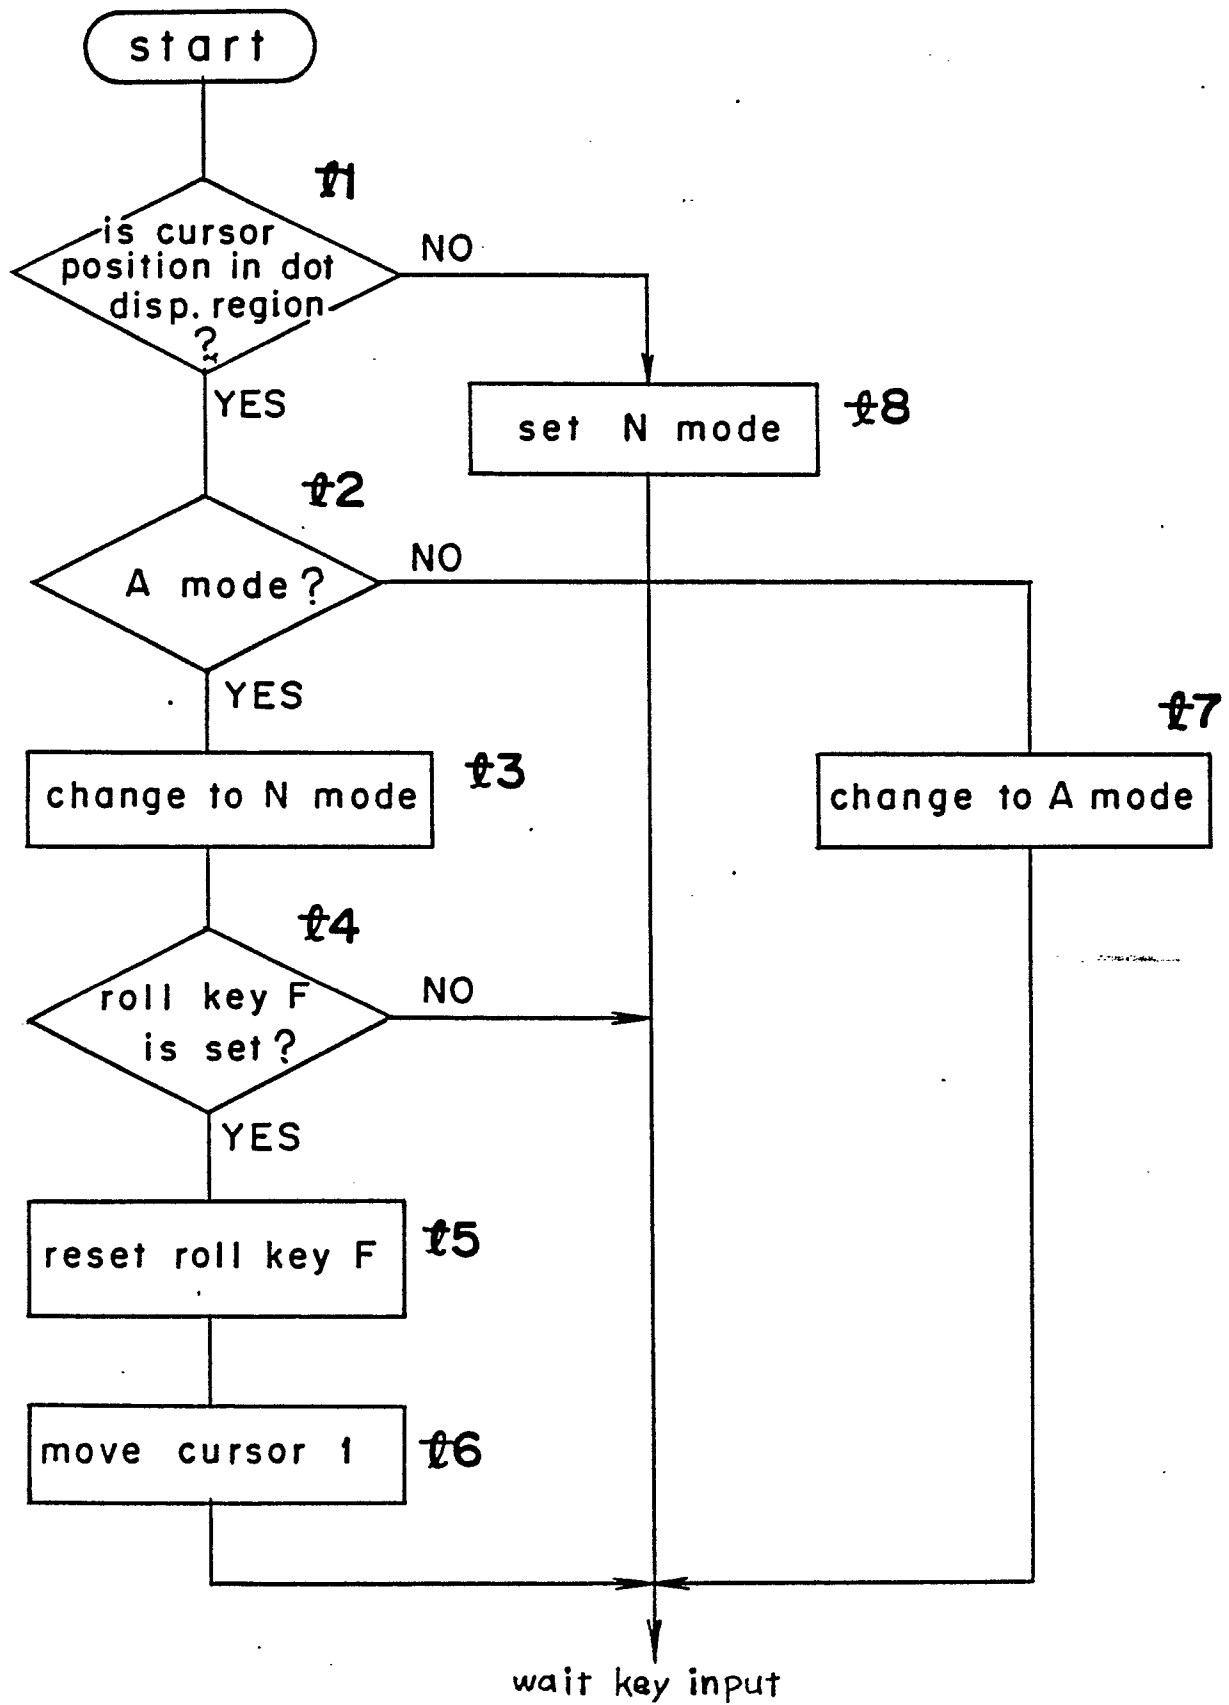 start
ℓ1
is cursor
position in dot
disp. region
?
NO
YES
set N mode
ℓ8
ℓ2
A mode?
NO
YES
ℓ7
change to N mode
ℓ3
change to A mode
ℓ4
roll key F
is set?
NO
YES
reset roll key F
ℓ5
move cursor 1
ℓ6
wait key input